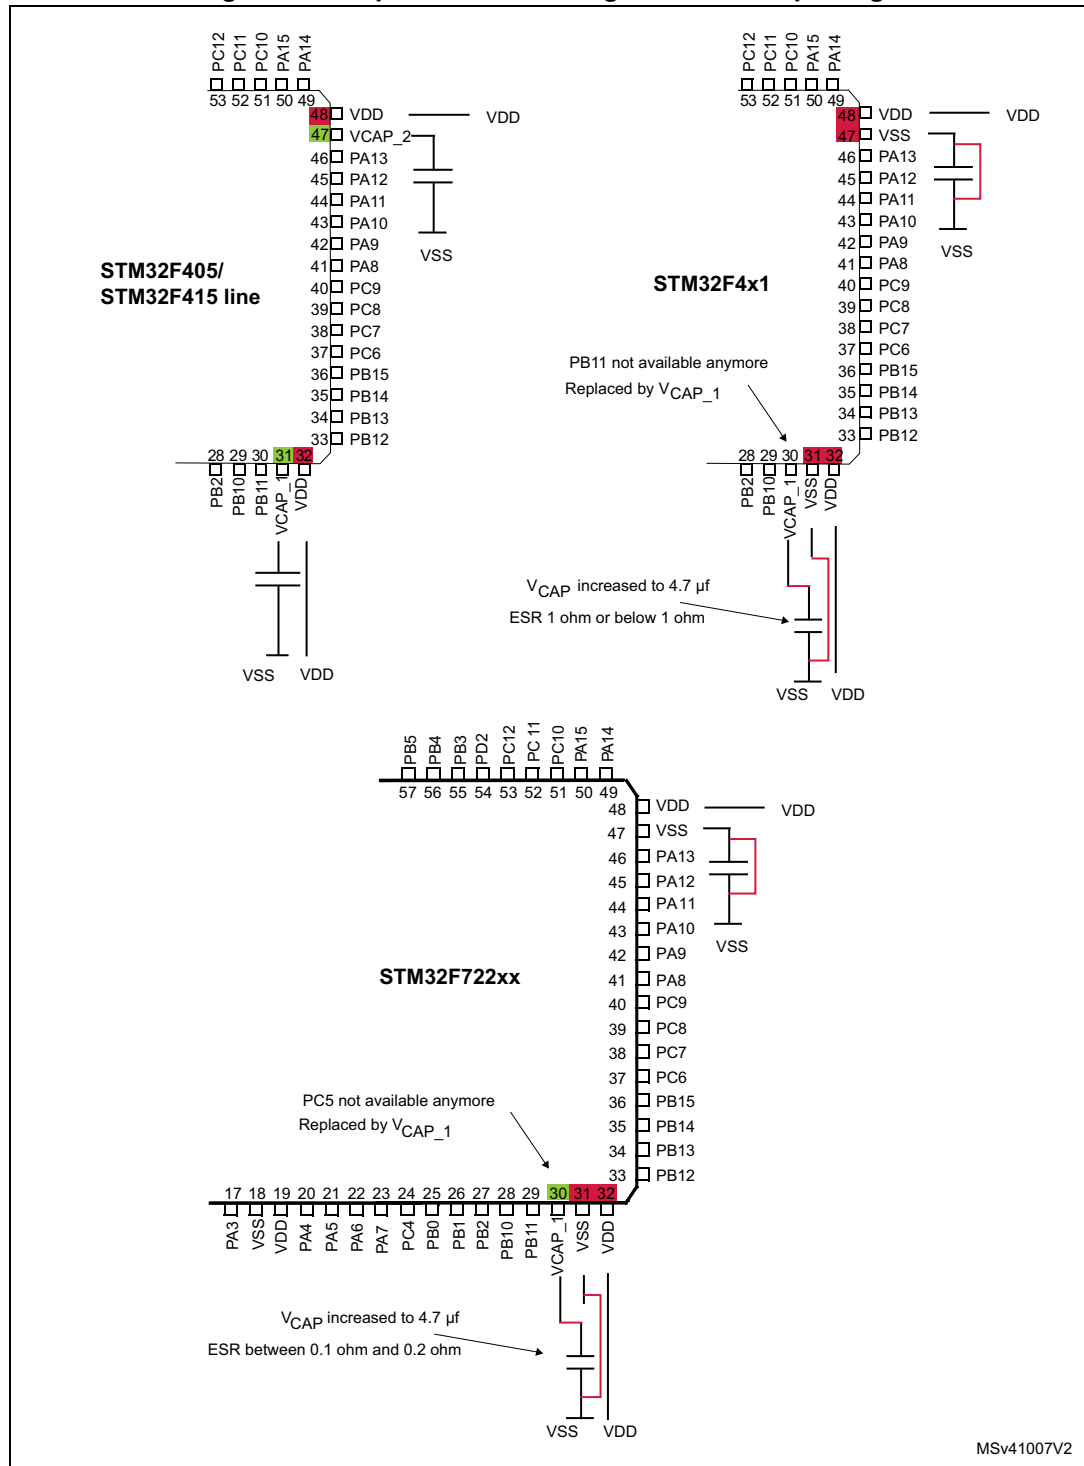 PC12
PC11
PC10
PA15
PA14
53 52 51 50 49
48 VDD VDD
47 VCAP_2
46 PA13
45 PA12
44 PA11
43 PA10
42 PA9
41 PA8
40 PC9
39 PC8
38 PC7
37 PC6
36 PB15
35 PB14
34 PB13
33 PB12
VSS
STM32F405/
STM32F415 line
28 29 30 31 32
PB2
PB10
PB11
VCAP_1
VDD
VSS VDD
PC12
PC11
PC10
PA15
PA14
53 52 51 50 49
48 VDD VDD
47 VSS
46 PA13
45 PA12
44 PA11
43 PA10
42 PA9
41 PA8
40 PC9
39 PC8
38 PC7
37 PC6
36 PB15
35 PB14
34 PB13
33 PB12
VSS
STM32F4x1
PB11 not available anymore
Replaced by VCAP_1
28 29 30 31 32
PB2
PB10
VCAP_1
VSS
VDD
VCAP increased to 4.7 µf
ESR 1 ohm or below 1 ohm
VSS VDD
PB5
PB4
PB3
PD2
PC12
PC 11
PC10
PA15
PA14
57 56 55 54 53 52 51 50 49
48 VDD VDD
47 VSS
46 PA13
45 PA12
44 PA11
43 PA10
42 PA9
41 PA8
40 PC9
39 PC8
38 PC7
37 PC6
36 PB15
35 PB14
34 PB13
33 PB12
VSS
STM32F722xx
PC5 not available anymore
Replaced by VCAP_1
17 18 19 20 21 22 23 24 25 26 27 28 29 30 31 32
PA3
VSS
VDD
PA4
PA5
PA6
PA7
PC4
PB0
PB1
PB2
PB10
PB11
VCAP_1
VSS
VDD
VCAP increased to 4.7 µf
ESR between 0.1 ohm and 0.2 ohm
VSS VDD
MSv41007V2